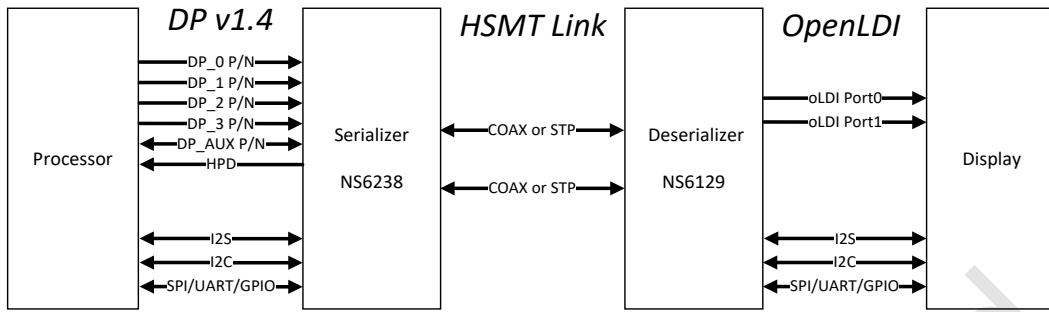 DP v1.4
HSMT Link
OpenLDI
Processor
DP_0 P/N
DP_1 P/N
DP_2 P/N
DP_3 P/N
DP_AUX P/N
HPD
I2S
I2C
SPI/UART/GPIO
Serializer
NS6238
COAX or STP
COAX or STP
Deserializer
NS6129
oLDI Port0
oLDI Port1
I2S
I2C
SPI/UART/GPIO
Display